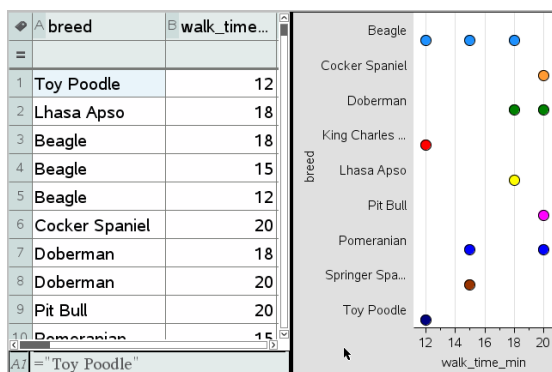 A breed B walk_time...
=
1 Toy Poodle 12
2 Lhasa Apso 18
3 Beagle 18
4 Beagle 15
5 Beagle 12
6 Cocker Spaniel 20
7 Doberman 18
8 Doberman 20
9 Pit Bull 20
10 Pomeranian 15
A1 ="Toy Poodle"
breed
Beagle
Cocker Spaniel
Doberman
King Charles ...
Lhasa Apso
Pit Bull
Pomeranian
Springer Spa...
Toy Poodle
12 14 16 18 20
walk_time_min